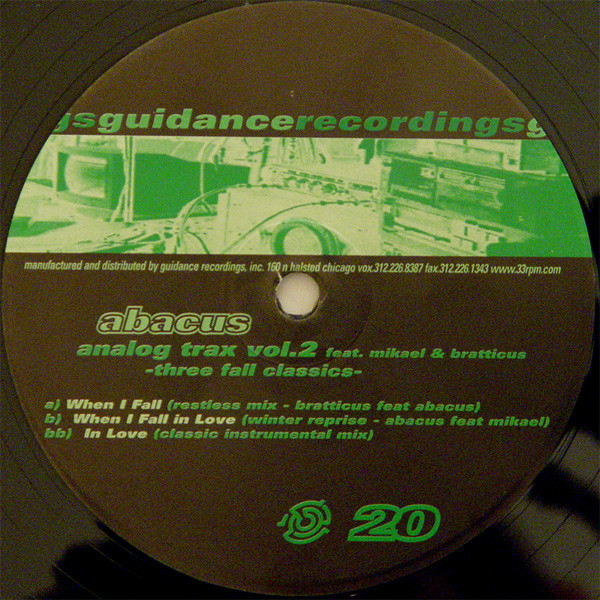 gsguidancerecordingsg
manufactured and distributed by guidance recordings, inc. 160 n halsted chicago vox.312.226.8387 fax.312.226.1343 www.33rpm.com
abacus
analog trax vol.2 feat. mikael & bratticus
-three fall classics-
a) When I Fall (restless mix - bratticus feat abacus)
b) When I Fall in Love (winter reprise - abacus feat mikael)
bb) In Love (classic instrumental mix)
20